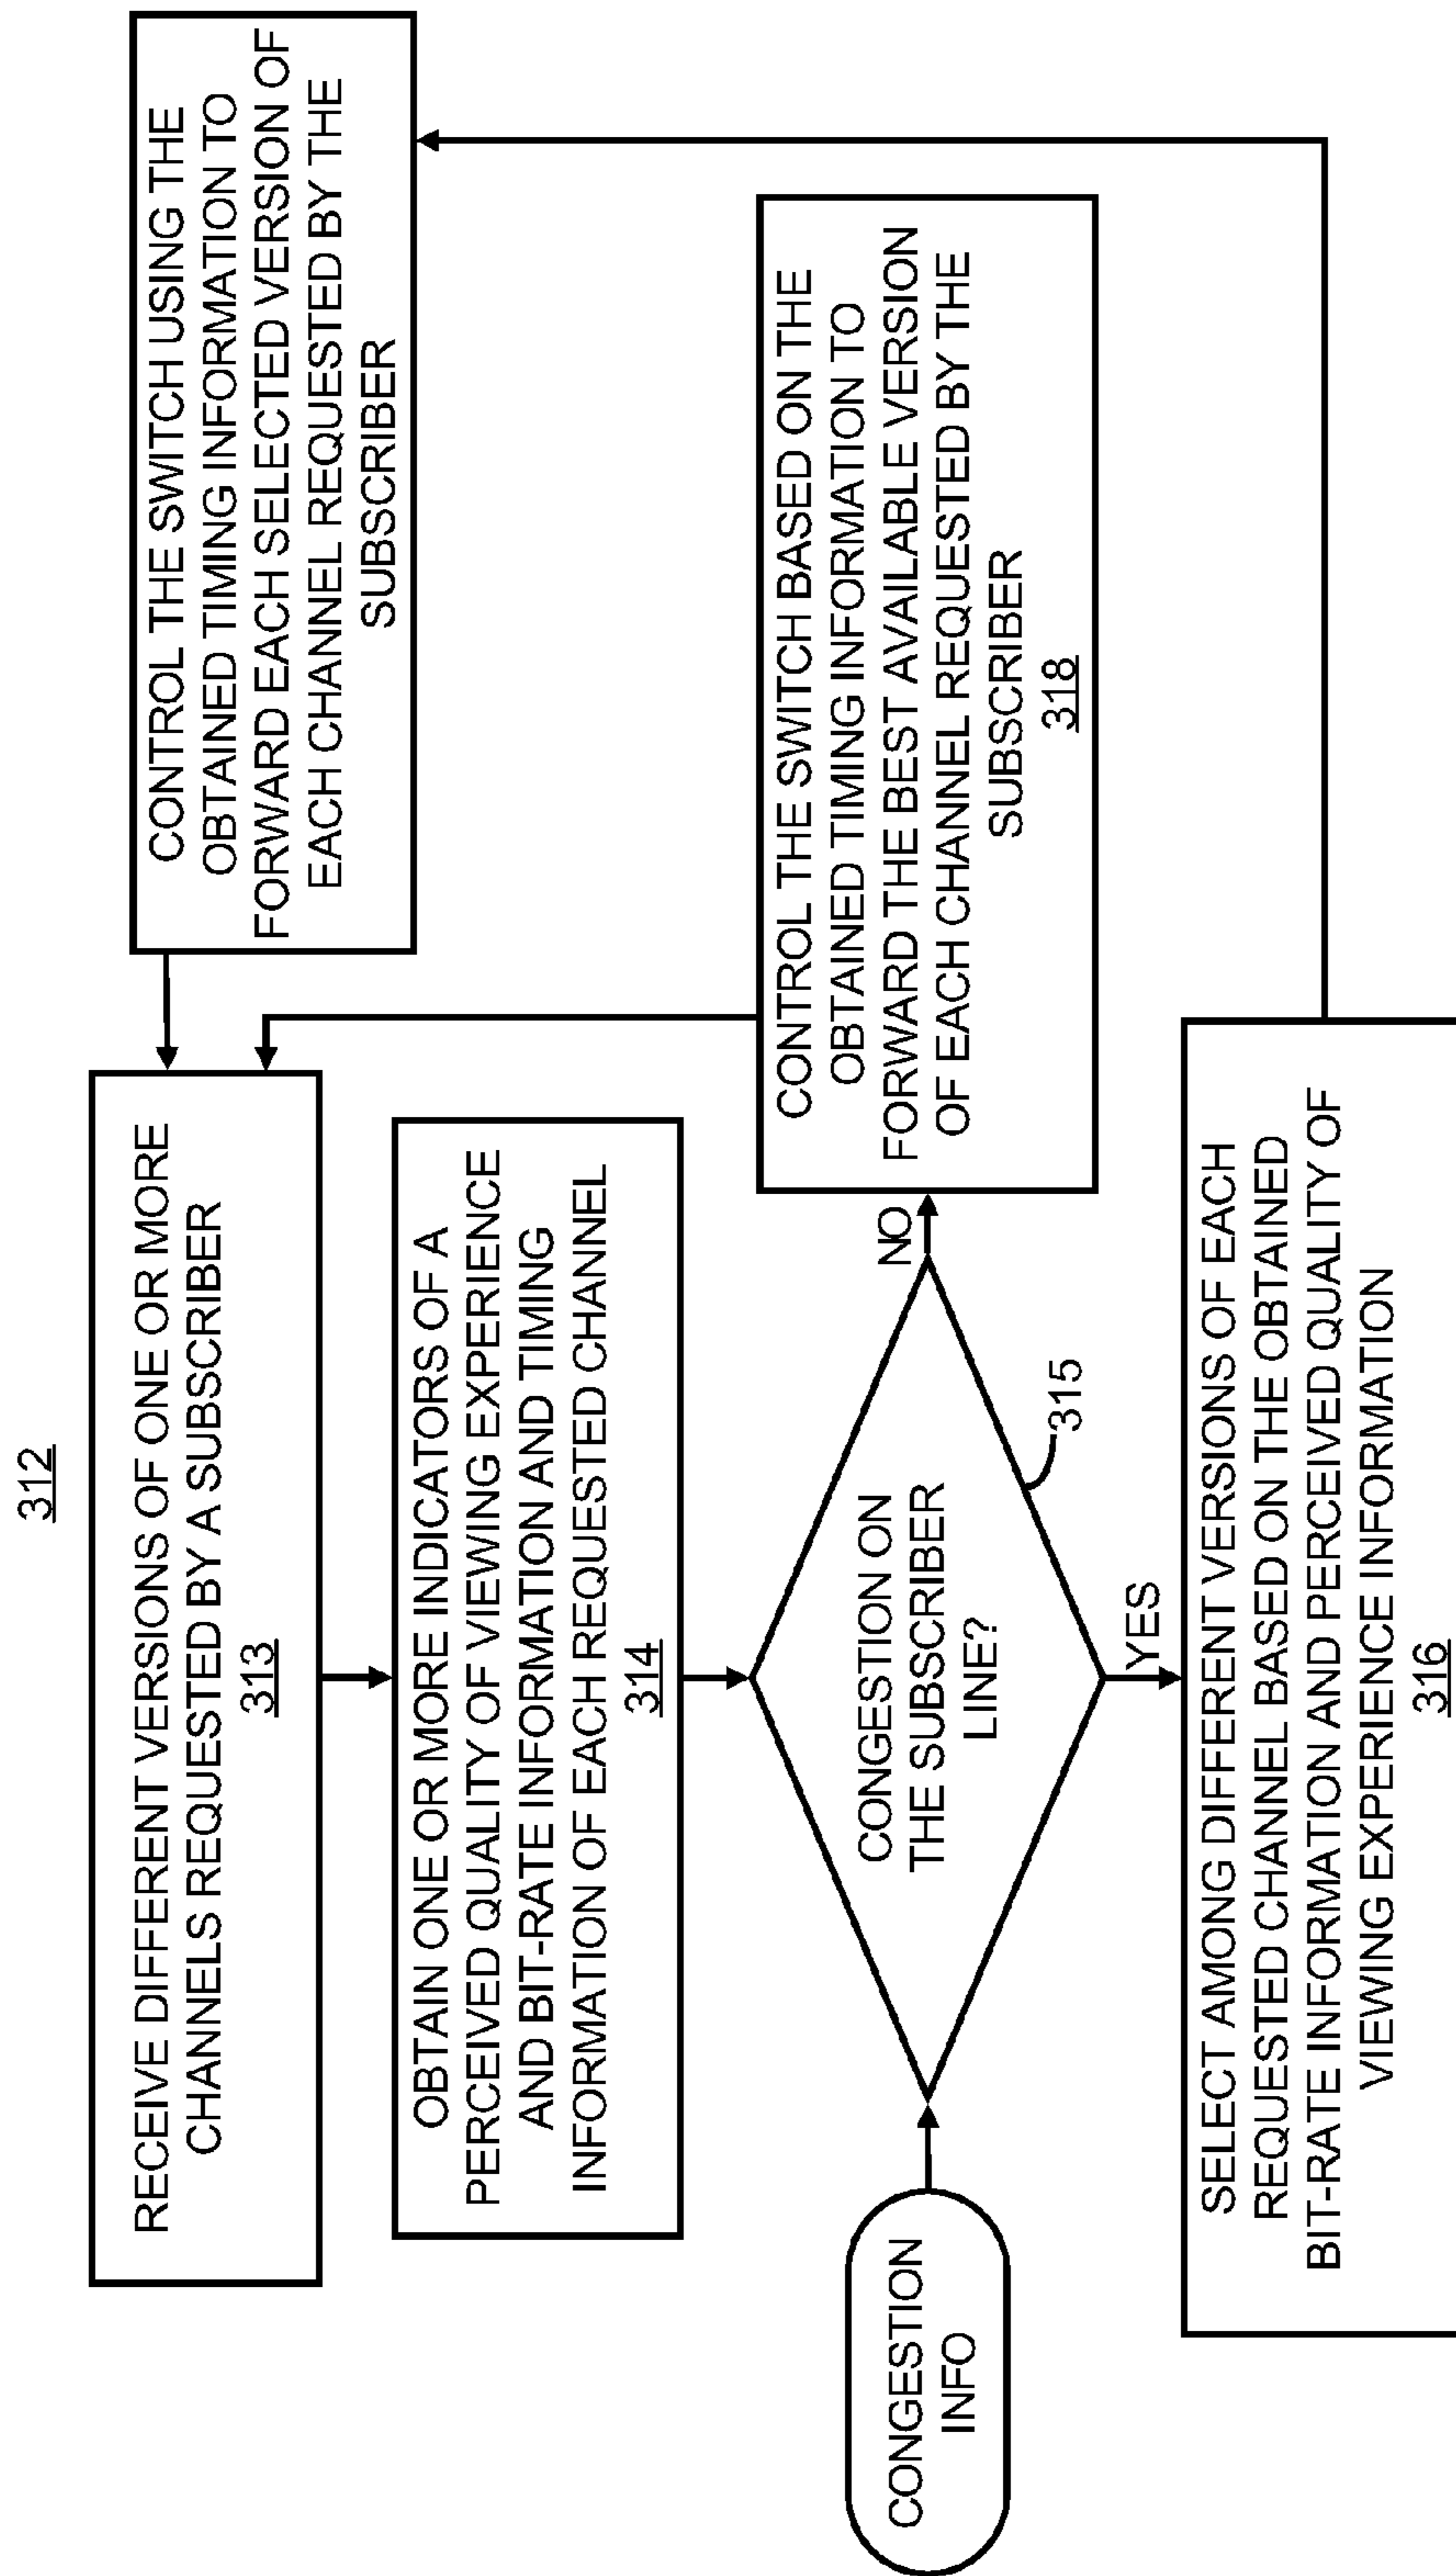 312
RECEIVE DIFFERENT VERSIONS OF ONE OR MORE
CHANNELS REQUESTED BY A SUBSCRIBER
313
OBTAIN ONE OR MORE INDICATORS OF A
PERCEIVED QUALITY OF VIEWING EXPERIENCE
AND BIT-RATE INFORMATION AND TIMING
INFORMATION OF EACH REQUESTED CHANNEL
314
CONGESTION
INFO
CONGESTION ON
THE SUBSCRIBER
LINE?
315
NO
YES
SELECT AMONG DIFFERENT VERSIONS OF EACH
REQUESTED CHANNEL BASED ON THE OBTAINED
BIT-RATE INFORMATION AND PERCEIVED QUALITY OF
VIEWING EXPERIENCE INFORMATION
316
CONTROL THE SWITCH BASED ON THE
OBTAINED TIMING INFORMATION TO
FORWARD THE BEST AVAILABLE VERSION
OF EACH CHANNEL REQUESTED BY THE
SUBSCRIBER
318
CONTROL THE SWITCH USING THE
OBTAINED TIMING INFORMATION TO
FORWARD EACH SELECTED VERSION OF
EACH CHANNEL REQUESTED BY THE
SUBSCRIBER